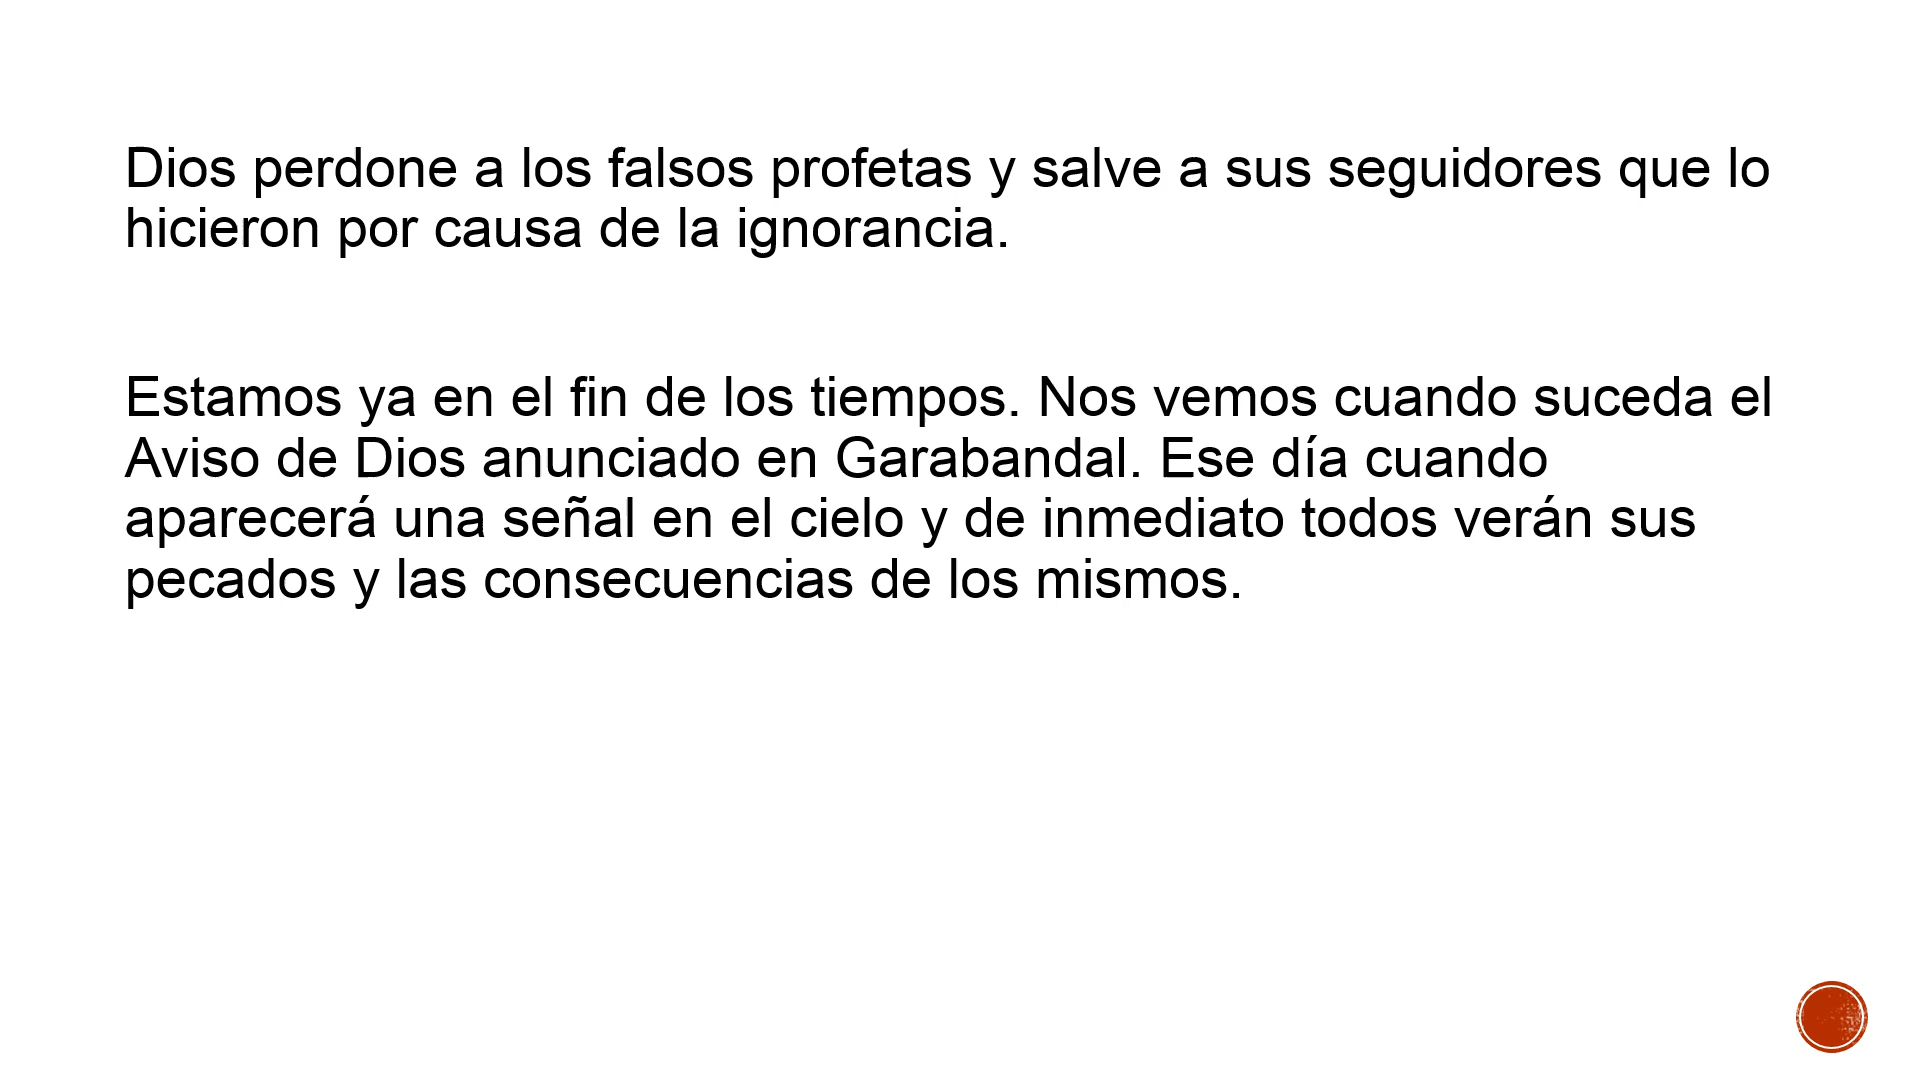 Dios perdone a los falsos profetas y salve a sus seguidores que lo
hicieron por causa de la ignorancia.
Estamos ya en el fin de los tiempos. Nos vemos cuando suceda el
Aviso de Dios anunciado en Garabandal. Ese día cuando
aparecerá una señal en el cielo y de inmediato todos verán sus
pecados y las consecuencias de los mismos.